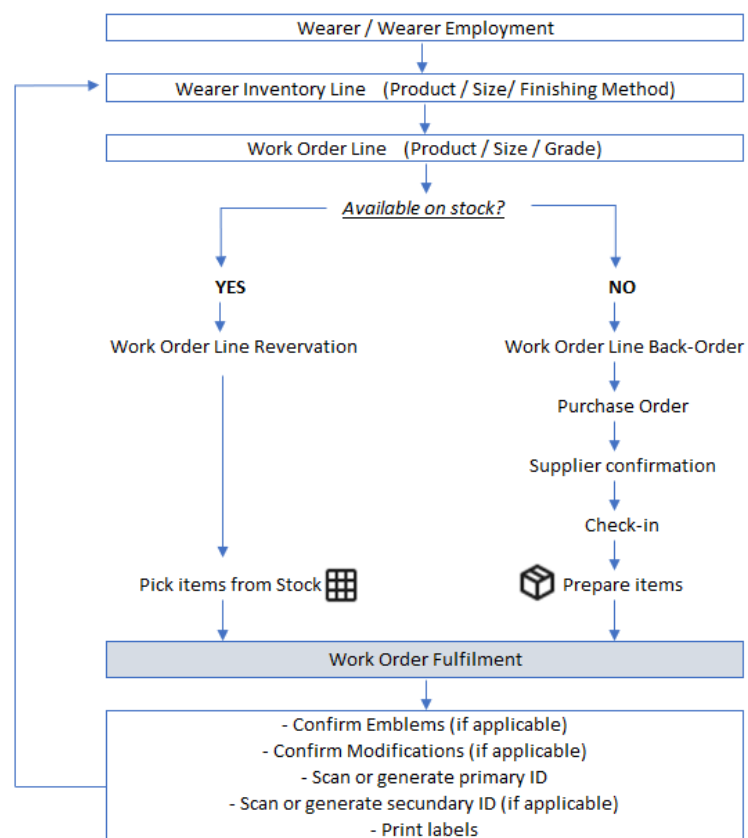 Wearer / Wearer Employment
Wearer Inventory Line (Product / Size/ Finishing Method)
Work Order Line (Product / Size / Grade)
Available on stock?
YES
NO
Work Order Line Revervation
Work Order Line Back-Order
Purchase Order
Supplier confirmation
Check-in
Pick items from Stock
Prepare items
Work Order Fulfilment
- Confirm Emblems (if applicable)
- Confirm Modifications (if applicable)
- Scan or generate primary ID
- Scan or generate secundary ID (if applicable)
- Print labels